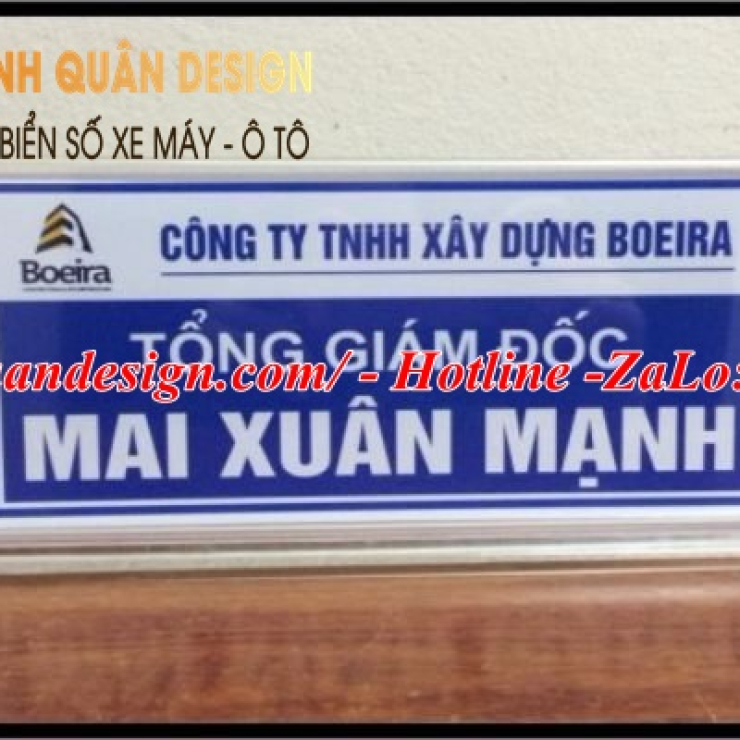 NH QUÂN DESIGN
BIỂN SỐ XE MÁY - Ô TÔ
Boeira
CÔNG TY TNHH XÂY DỰNG BOEIRA
TỔNG GIÁM ĐỐC
andesign.com/ - Hotline -ZaLo:
MAI XUÂN MẠNH